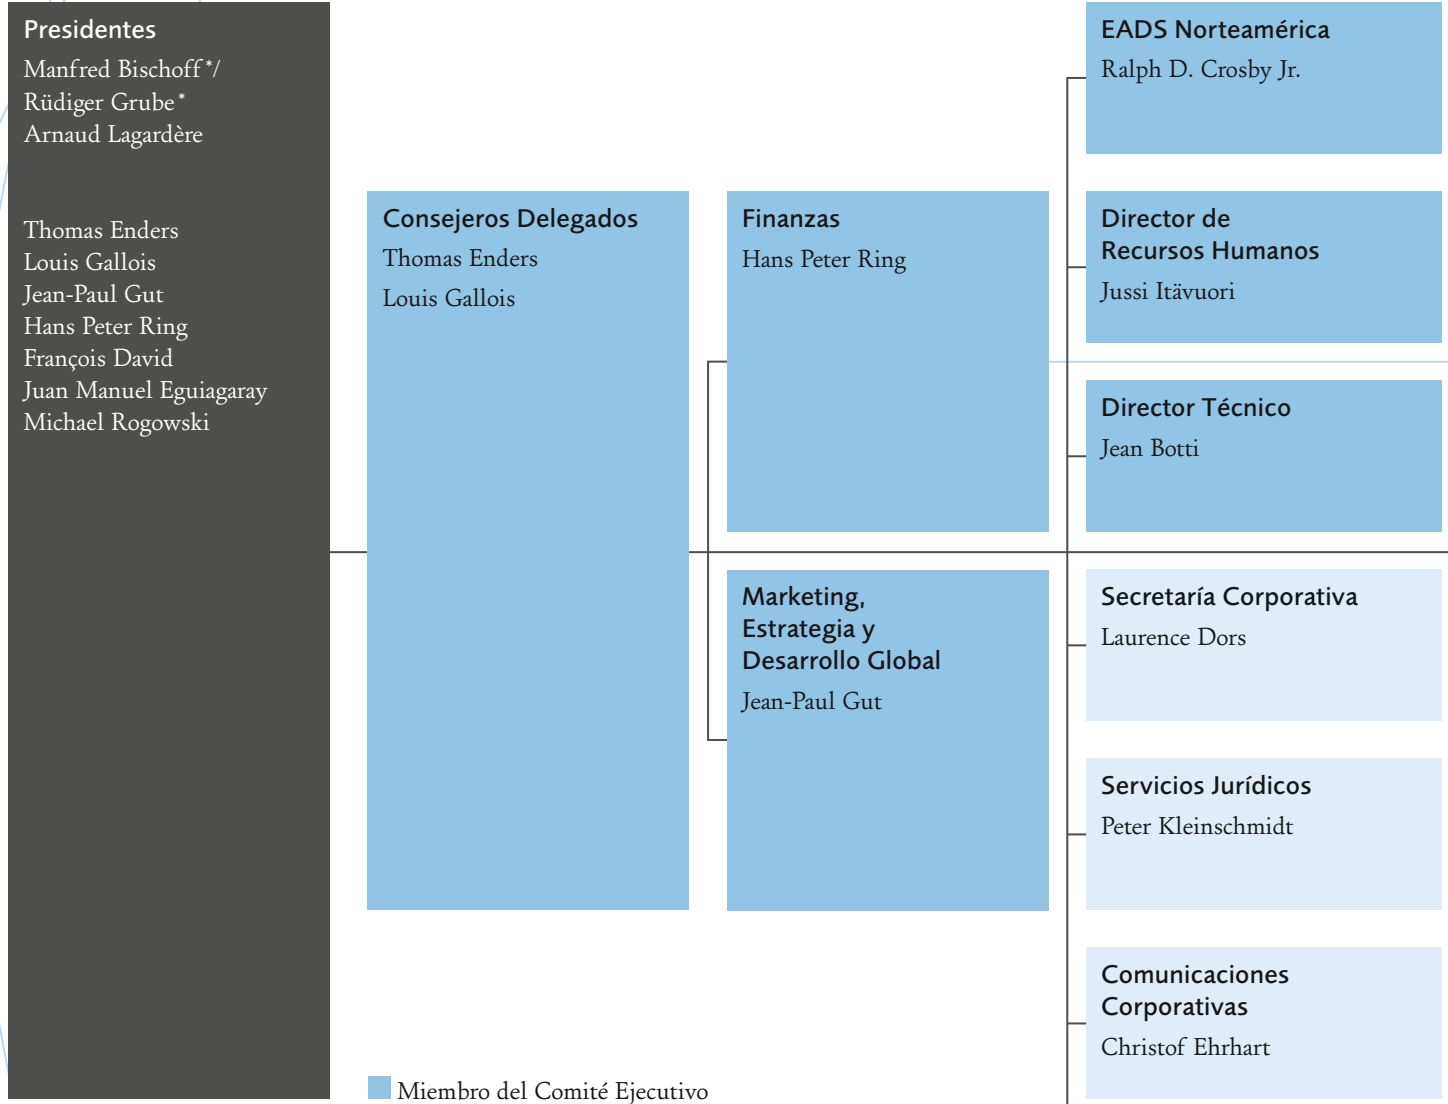 Presidentes
Manfred Bischoff*/
Rüdiger Grube*
Arnaud Lagardère
Thomas Enders
Louis Gallois
Jean-Paul Gut
Hans Peter Ring
François David
Juan Manuel Eguiagaray
Michael Rogowski
Consejeros Delegados
Thomas Enders
Louis Gallois
Finanzas
Hans Peter Ring
Marketing,
Estrategia y
Desarrollo Global
Jean-Paul Gut
EADS Norteamérica
Ralph D. Crosby Jr.
Director de
Recursos Humanos
Jussi Itävuori
Director Técnico
Jean Botti
Secretaría Corporativa
Laurence Dors
Servicios Jurídicos
Peter Kleinschmidt
Comunicaciones
Corporativas
Christof Ehrhart
Miembro del Comité Ejecutivo